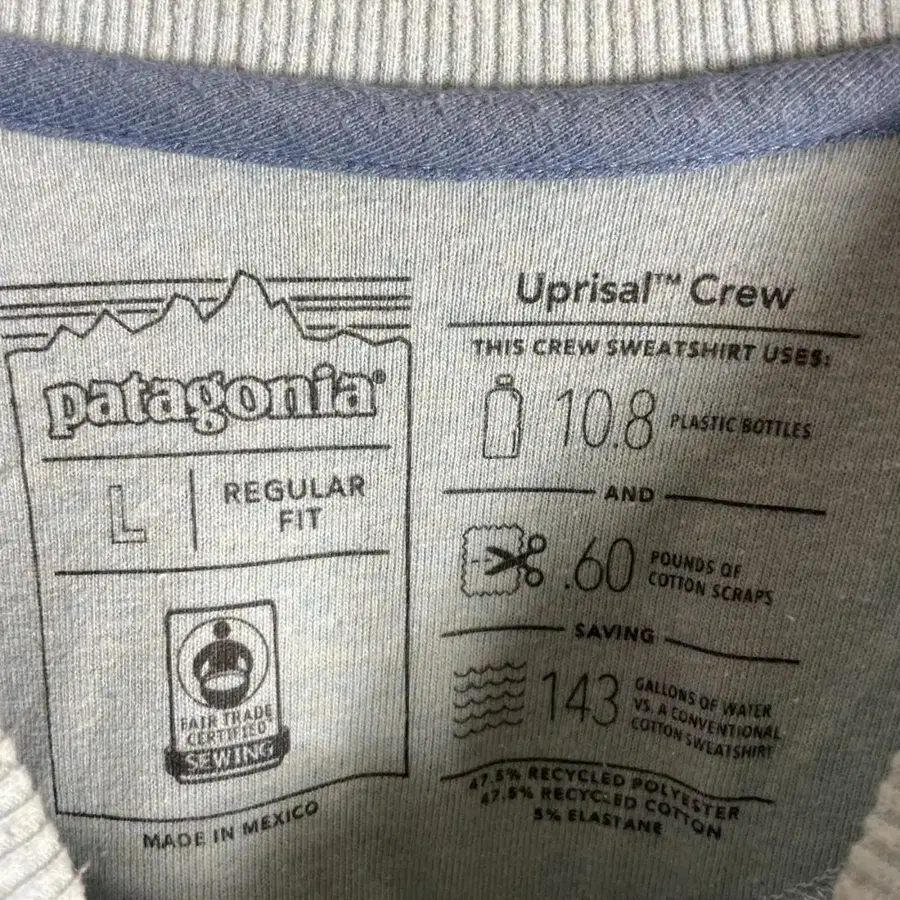 patagonia®
L
REGULAR
FIT
FAIR TRADE
CERTIFIED
SEWING
MADE IN MEXICO
Uprisal™ Crew
THIS CREW SWEATSHIRT USES:
10.8 PLASTIC BOTTLES
AND
.60 POUNDS OF
COTTON SCRAPS
SAVING
143 GALLONS OF WATER
VS. A CONVENTIONAL
COTTON SWEATSHIRT
47.5% RECYCLED POLYESTER
47.5% RECYCLED COTTON
5% ELASTANE